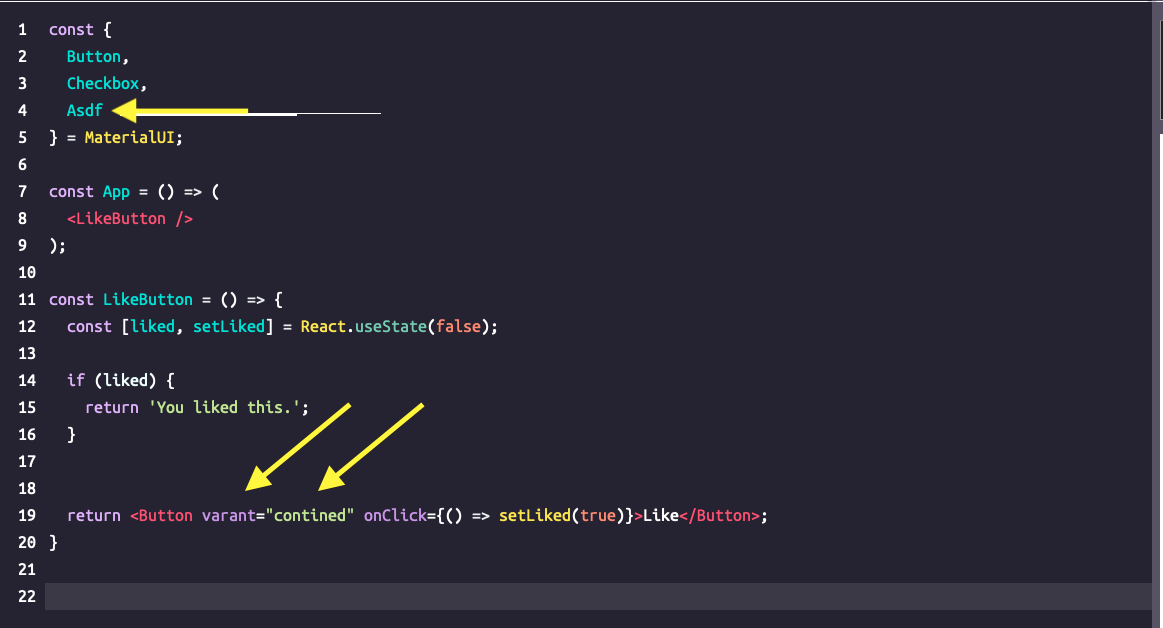 1 const {
2   Button,
3   Checkbox,
4   Asdf
5 } = MaterialUI;
6
7 const App = () => (
8   <LikeButton />
9 );
10
11 const LikeButton = () => {
12   const [liked, setLiked] = React.useState(false);
13
14   if (liked) {
15     return 'You liked this.';
16   }
17
18
19   return <Button varant="contined" onClick={() => setLiked(true)}>Like</Button>;
20 }
21
22